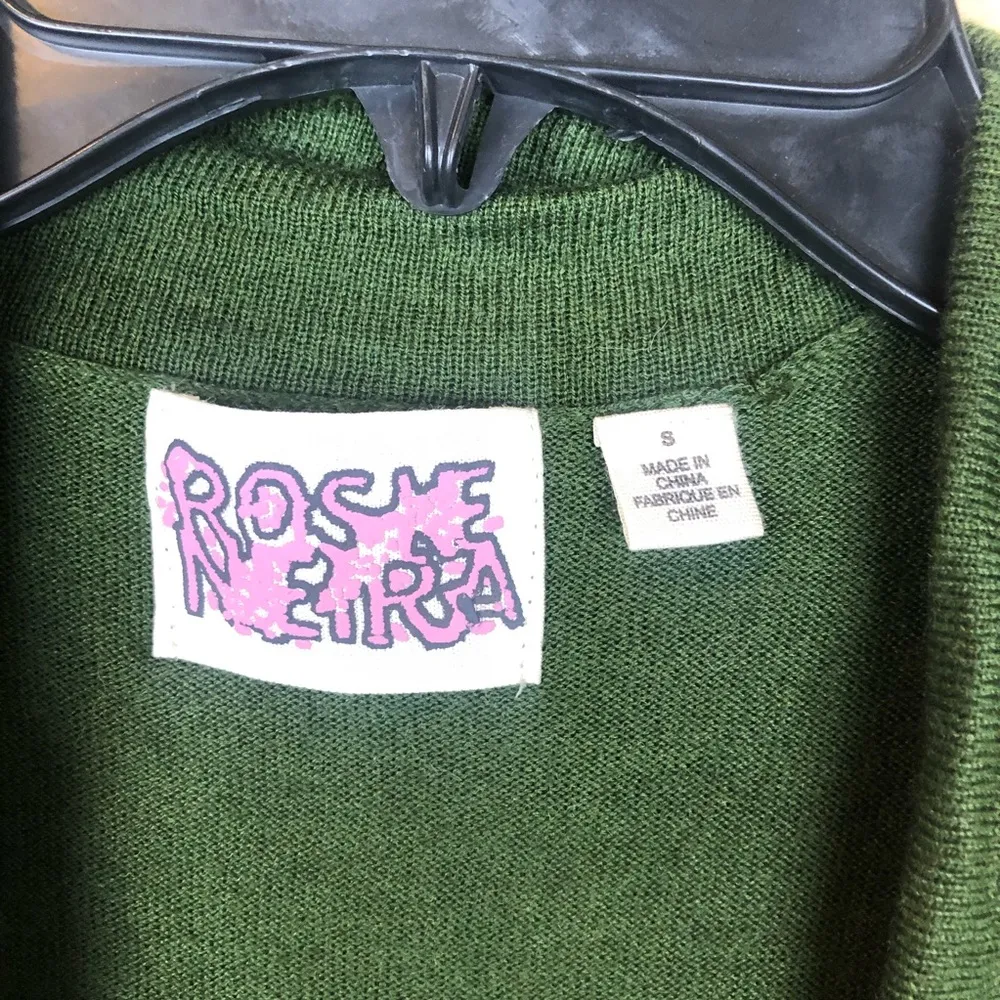 ROSIE
NEIRA
S
MADE IN
CHINA
FABRIQUE EN
CHINE